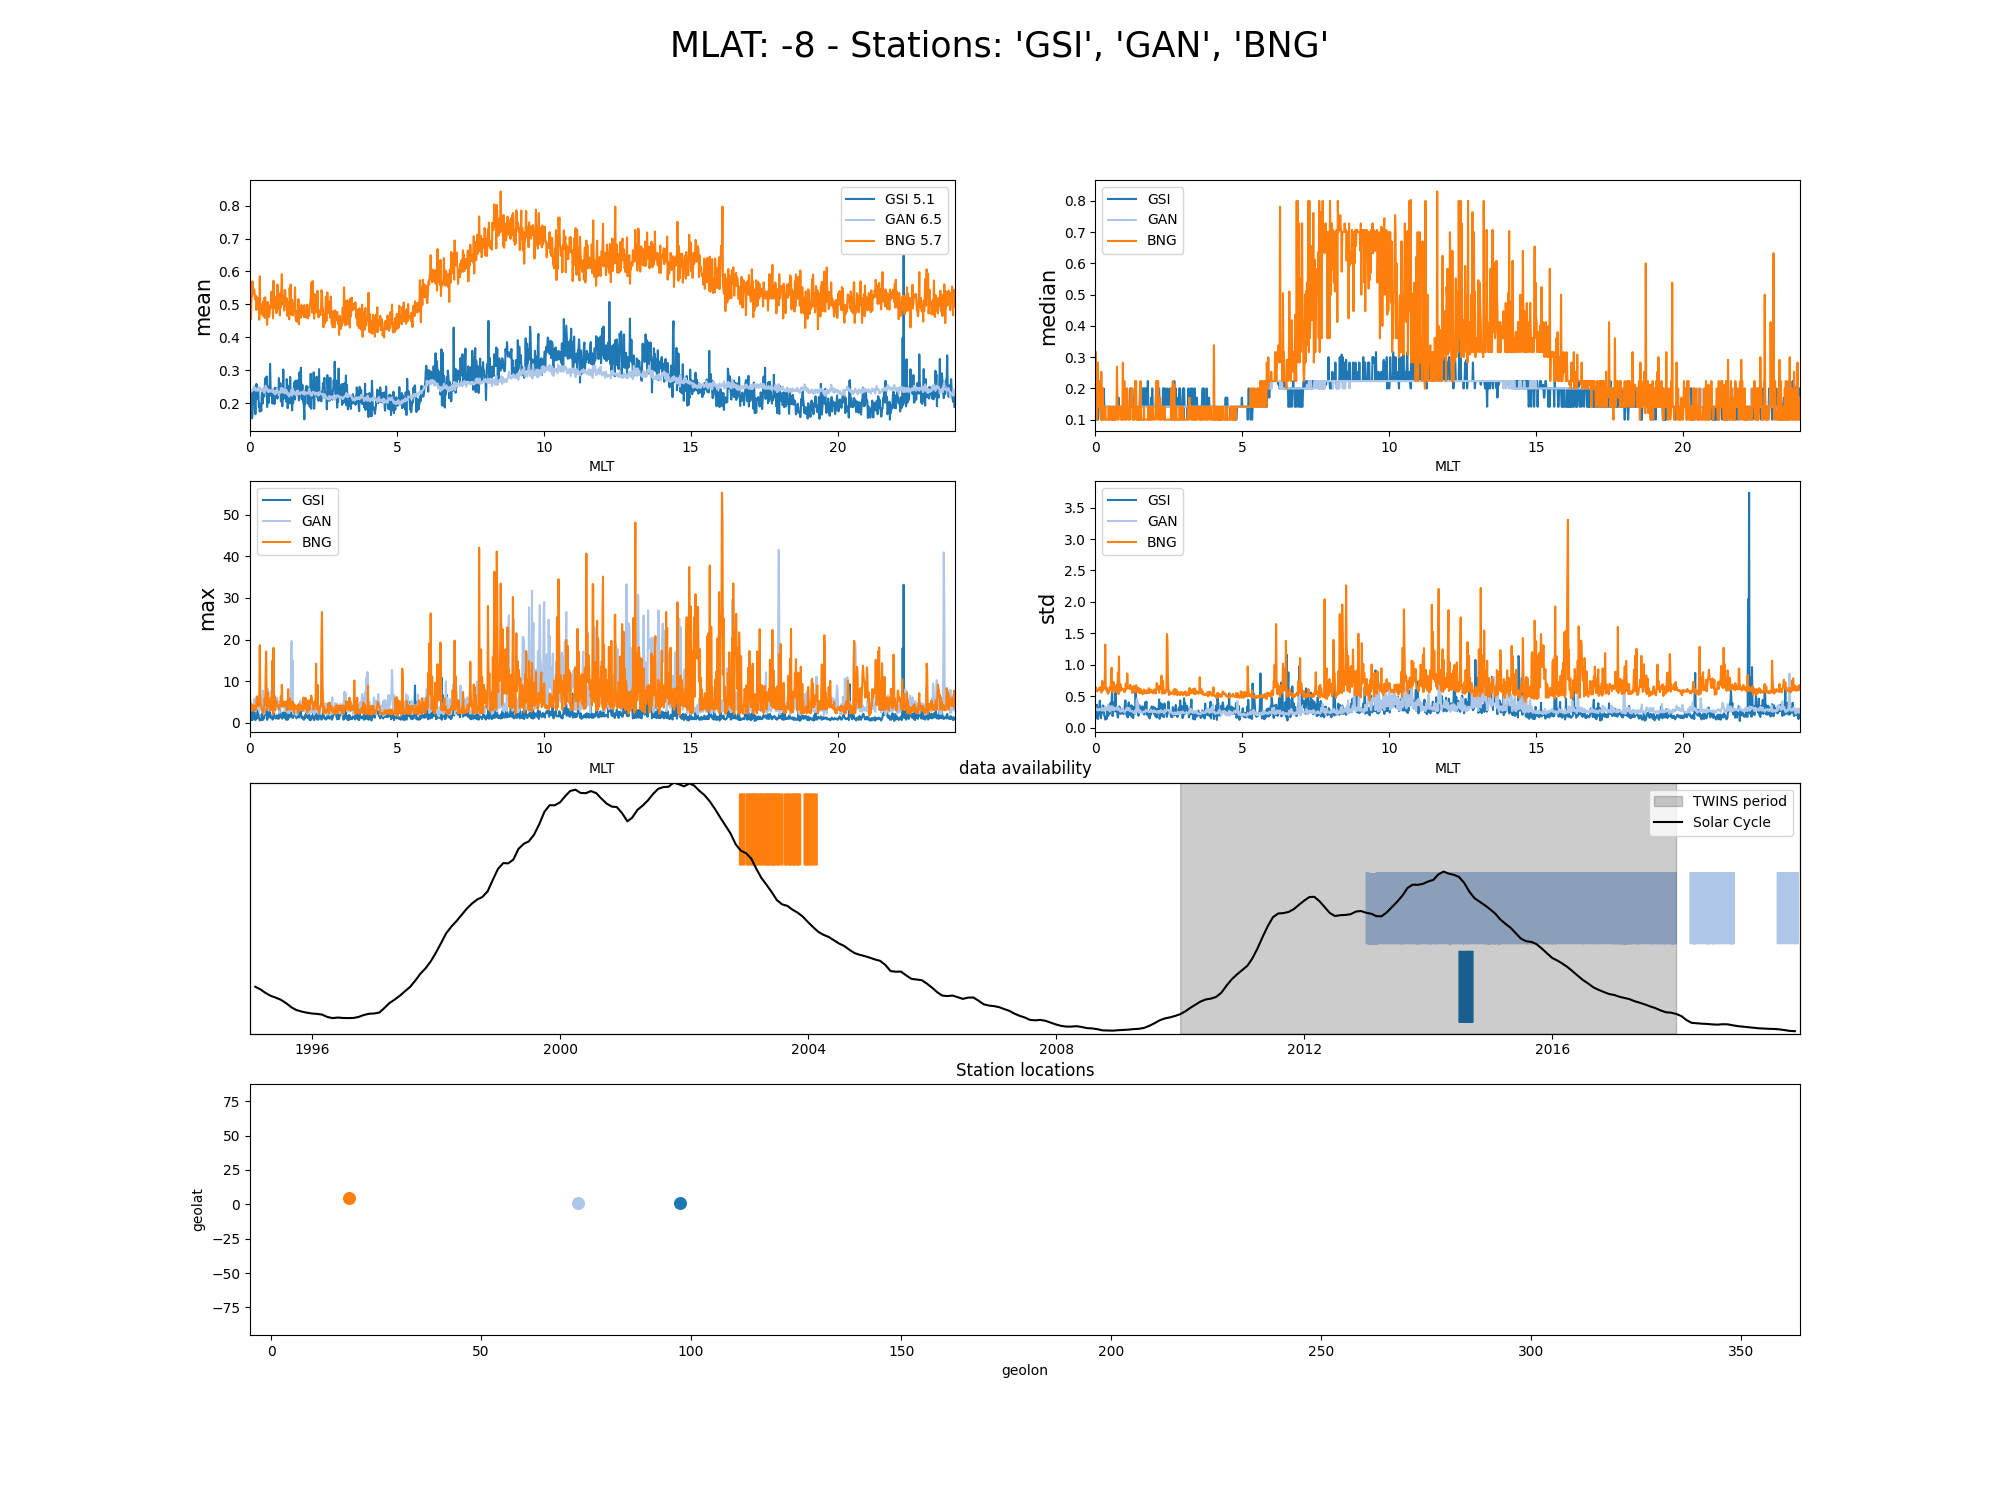 MLAT: -8 - Stations: 'GSI', 'GAN', 'BNG'
mean
0.8
0.7
0.6
0.5
0.4
0.3
0.2
GSI 5.1
GAN 6.5
BNG 5.7
0 5 10 15 20
MLT
median
0.8
0.7
0.6
0.5
0.4
0.3
0.2
0.1
GSI
GAN
BNG
0 5 10 15 20
MLT
max
50
40
30
20
10
0
GSI
GAN
BNG
0 5 10 15 20
MLT
std
3.5
3.0
2.5
2.0
1.5
1.0
0.5
0.0
GSI
GAN
BNG
0 5 10 15 20
MLT
data availability
TWINS period
Solar Cycle
1996 2000 2004 2008 2012 2016
Station locations
geolat
75
50
25
0
−25
−50
−75
0 50 100 150 200 250 300 350
geolon